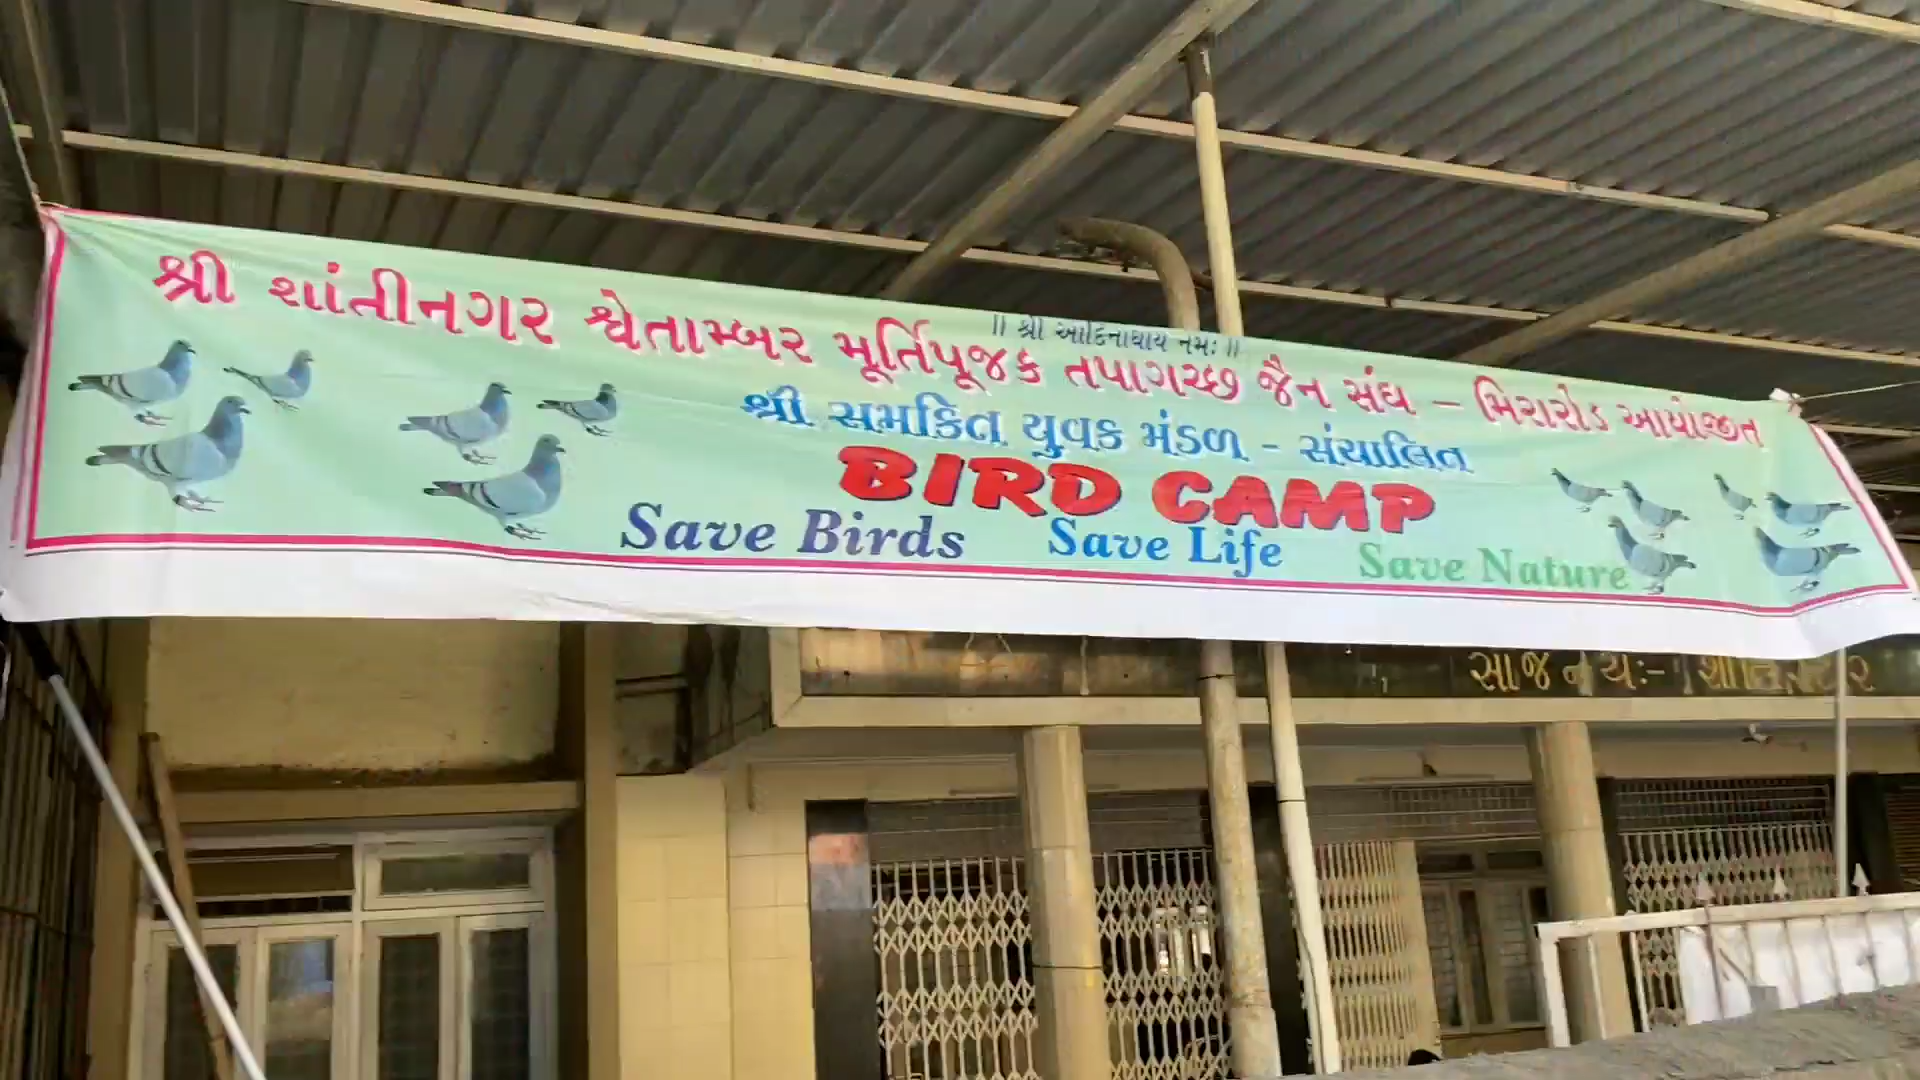 ॥ શ્રી આદિનાથાય નમઃ ॥
શ્રી શાંતીનગર શ્વેતામ્બર મૂર્તિપૂજક તપાગચ્છ જૈન સંઘ – મિરારોડ આયોજીત
શ્રી સમકિત યુવક મંડળ - સંચાલિત
BIRD CAMP
Save Birds Save Life Save Nature